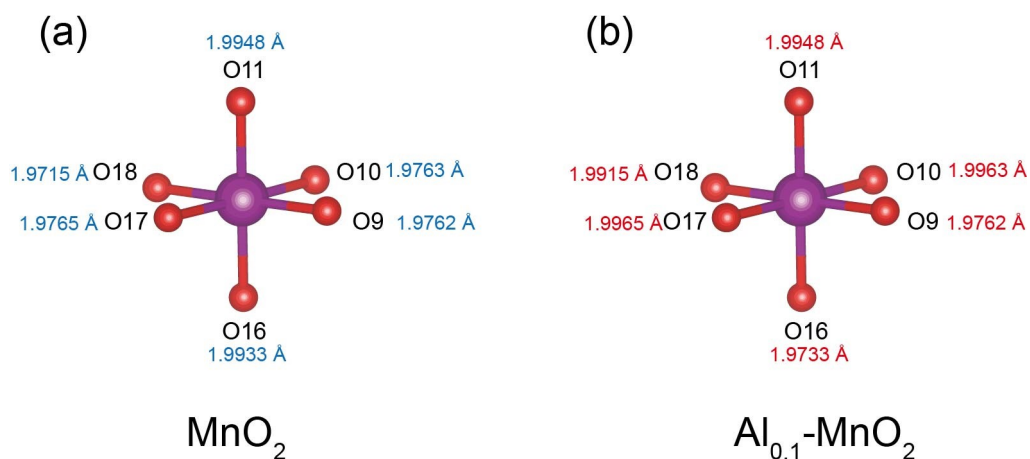 (a)
1.9948 Å
O11
1.9715 Å O18
O10 1.9763 Å
1.9765 Å O17
O9 1.9762 Å
O16
1.9933 Å
MnO₂
(b)
1.9948 Å
O11
1.9915 Å O18
O10 1.9963 Å
1.9965 Å O17
O9 1.9762 Å
O16
1.9733 Å
Al₀.₁-MnO₂